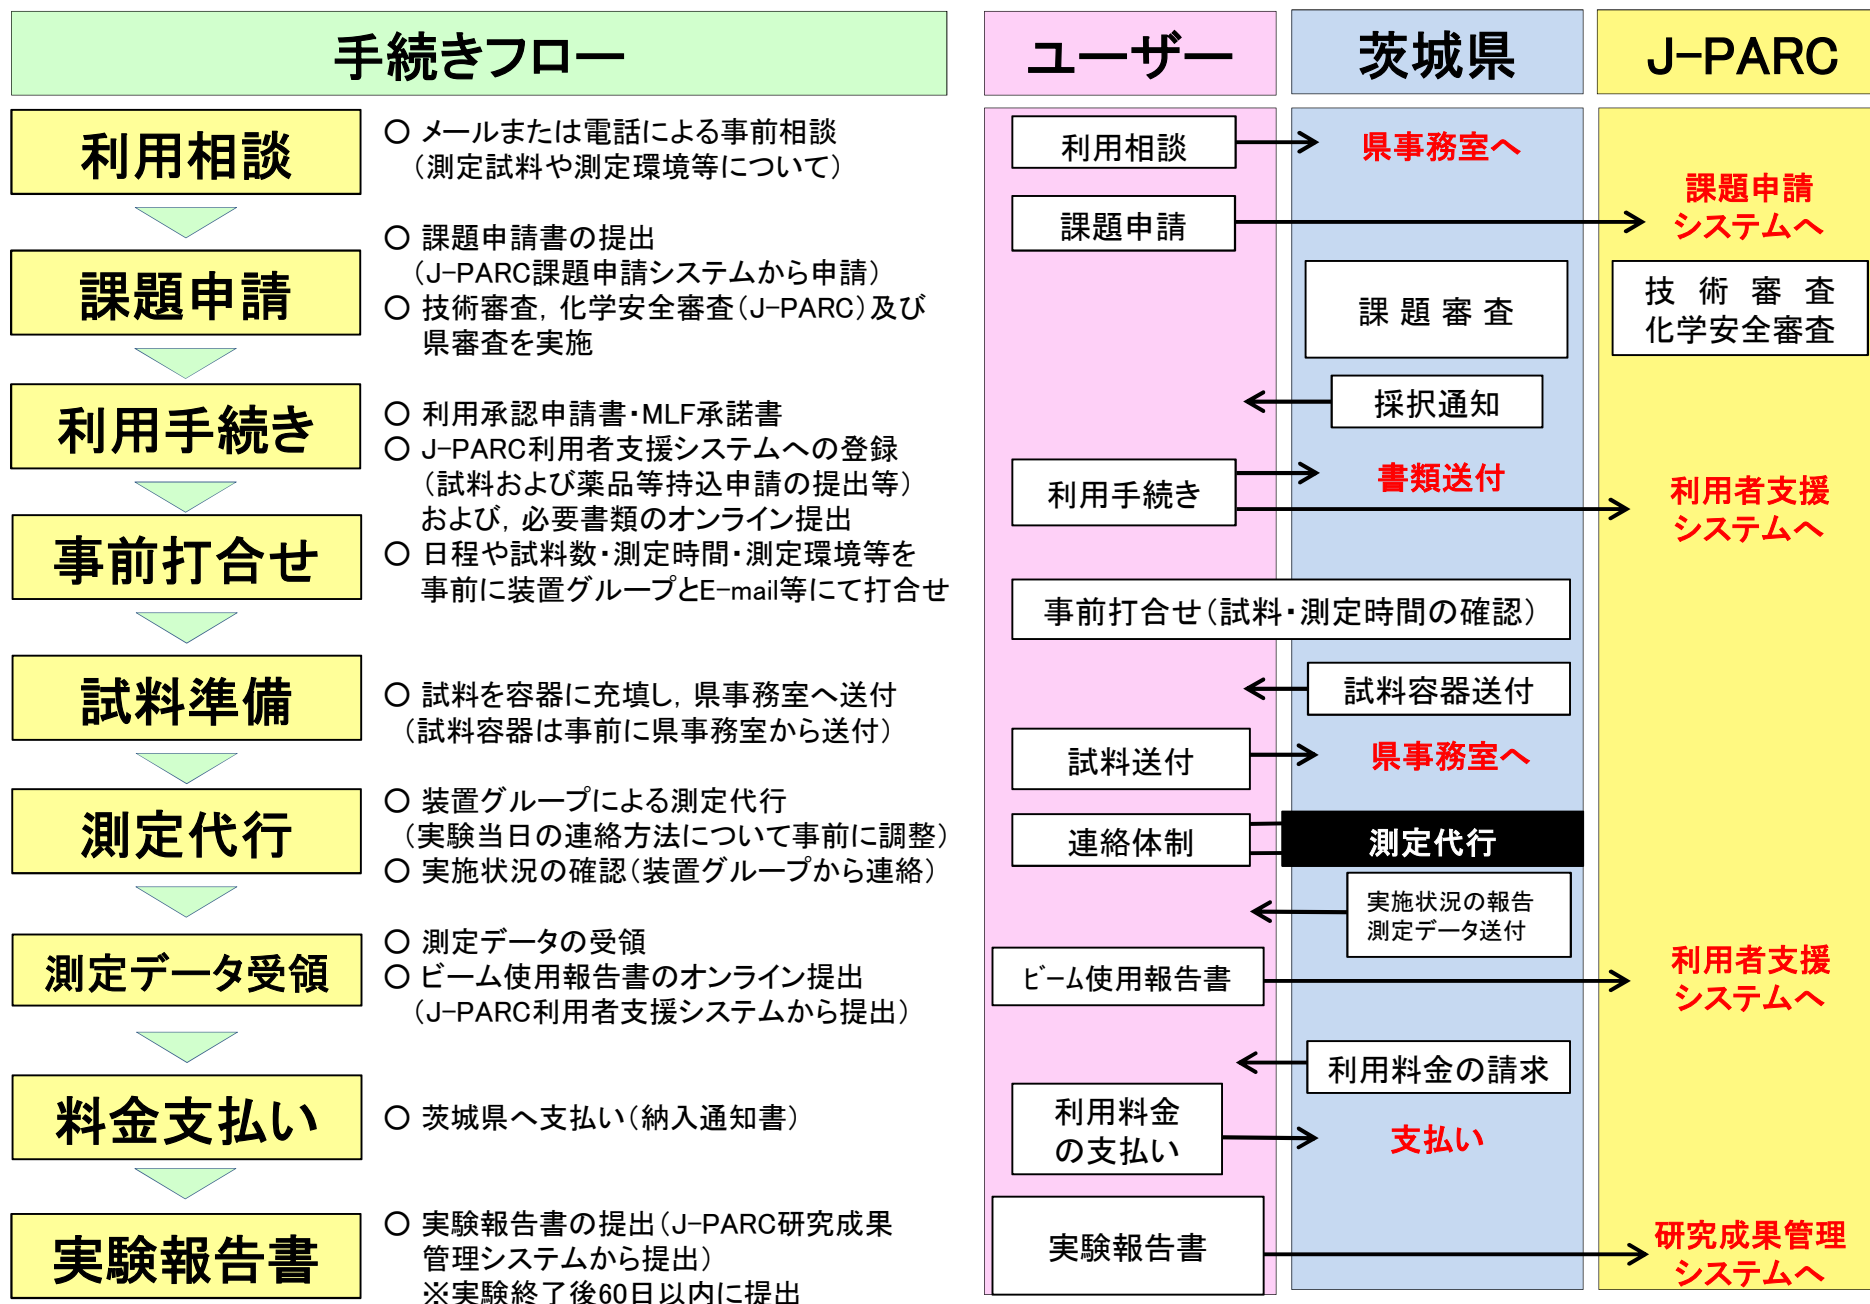 手続きフロー
ユーザー
茨城県
J-PARC
利用相談
○ メールまたは電話による事前相談
（測定試料や測定環境等について）
課題申請
○ 課題申請書の提出
（J-PARC課題申請システムから申請）
○ 技術審査，化学安全審査（J-PARC）及び
県審査を実施
利用手続き
○ 利用承認申請書・MLF承諾書
○ J-PARC利用者支援システムへの登録
（試料および薬品等持込申請の提出等）
および，必要書類のオンライン提出
事前打合せ
○ 日程や試料数・測定時間・測定環境等を
事前に装置グループとE-mail等にて打合せ
試料準備
○ 試料を容器に充填し，県事務室へ送付
（試料容器は事前に県事務室から送付）
測定代行
○ 装置グループによる測定代行
（実験当日の連絡方法について事前に調整）
○ 実施状況の確認（装置グループから連絡）
測定データ受領
○ 測定データの受領
○ ビーム使用報告書のオンライン提出
（J-PARC利用者支援システムから提出）
料金支払い
○ 茨城県へ支払い（納入通知書）
実験報告書
○ 実験報告書の提出（J-PARC研究成果
管理システムから提出）
※実験終了後60日以内に提出
利用相談
県事務室へ
課題申請
課題申請
システムへ
課題審査
技術審査
化学安全審査
採択通知
利用手続き
書類送付
利用者支援
システムへ
事前打合せ（試料・測定時間の確認）
試料容器送付
試料送付
県事務室へ
連絡体制
測定代行
実施状況の報告
測定データ送付
ビーム使用報告書
利用者支援
システムへ
利用料金の請求
利用料金
の支払い
支払い
実験報告書
研究成果管理
システムへ